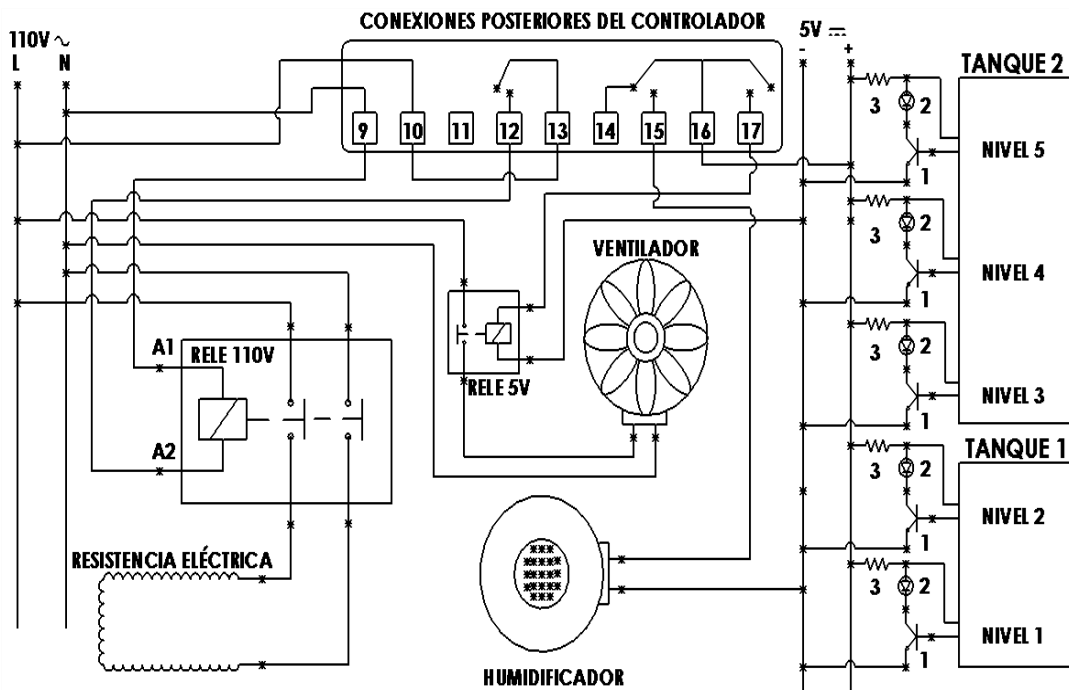 CONEXIONES POSTERIORES DEL CONTROLADOR
110V ~
L N
5V
- +
9 10 11 12 13 14 15 16 17
TANQUE 2
3 2
NIVEL 5
1
3 2
NIVEL 4
1
3 2
NIVEL 3
1
TANQUE 1
3 2
NIVEL 2
1
3 2
NIVEL 1
1
VENTILADOR
RELE 5V
A1
RELE 110V
A2
RESISTENCIA ELÉCTRICA
HUMIDIFICADOR